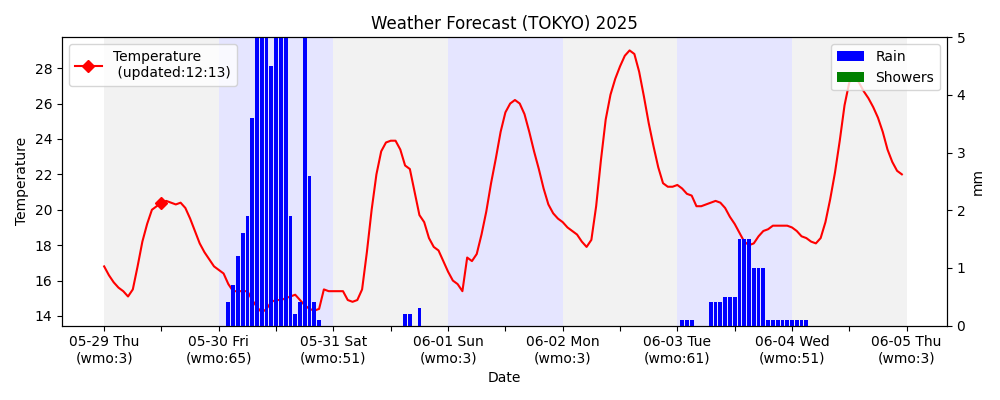 Weather Forecast (TOKYO) 2025
Temperature
(updated:12:13)
Rain
Showers
28
26
24
22
20
18
16
14
Temperature
5
4
3
2
1
0
mm
05-29 Thu
(wmo:3)
05-30 Fri
(wmo:65)
05-31 Sat
(wmo:51)
06-01 Sun
(wmo:3)
06-02 Mon
(wmo:3)
06-03 Tue
(wmo:61)
06-04 Wed
(wmo:51)
06-05 Thu
(wmo:3)
Date